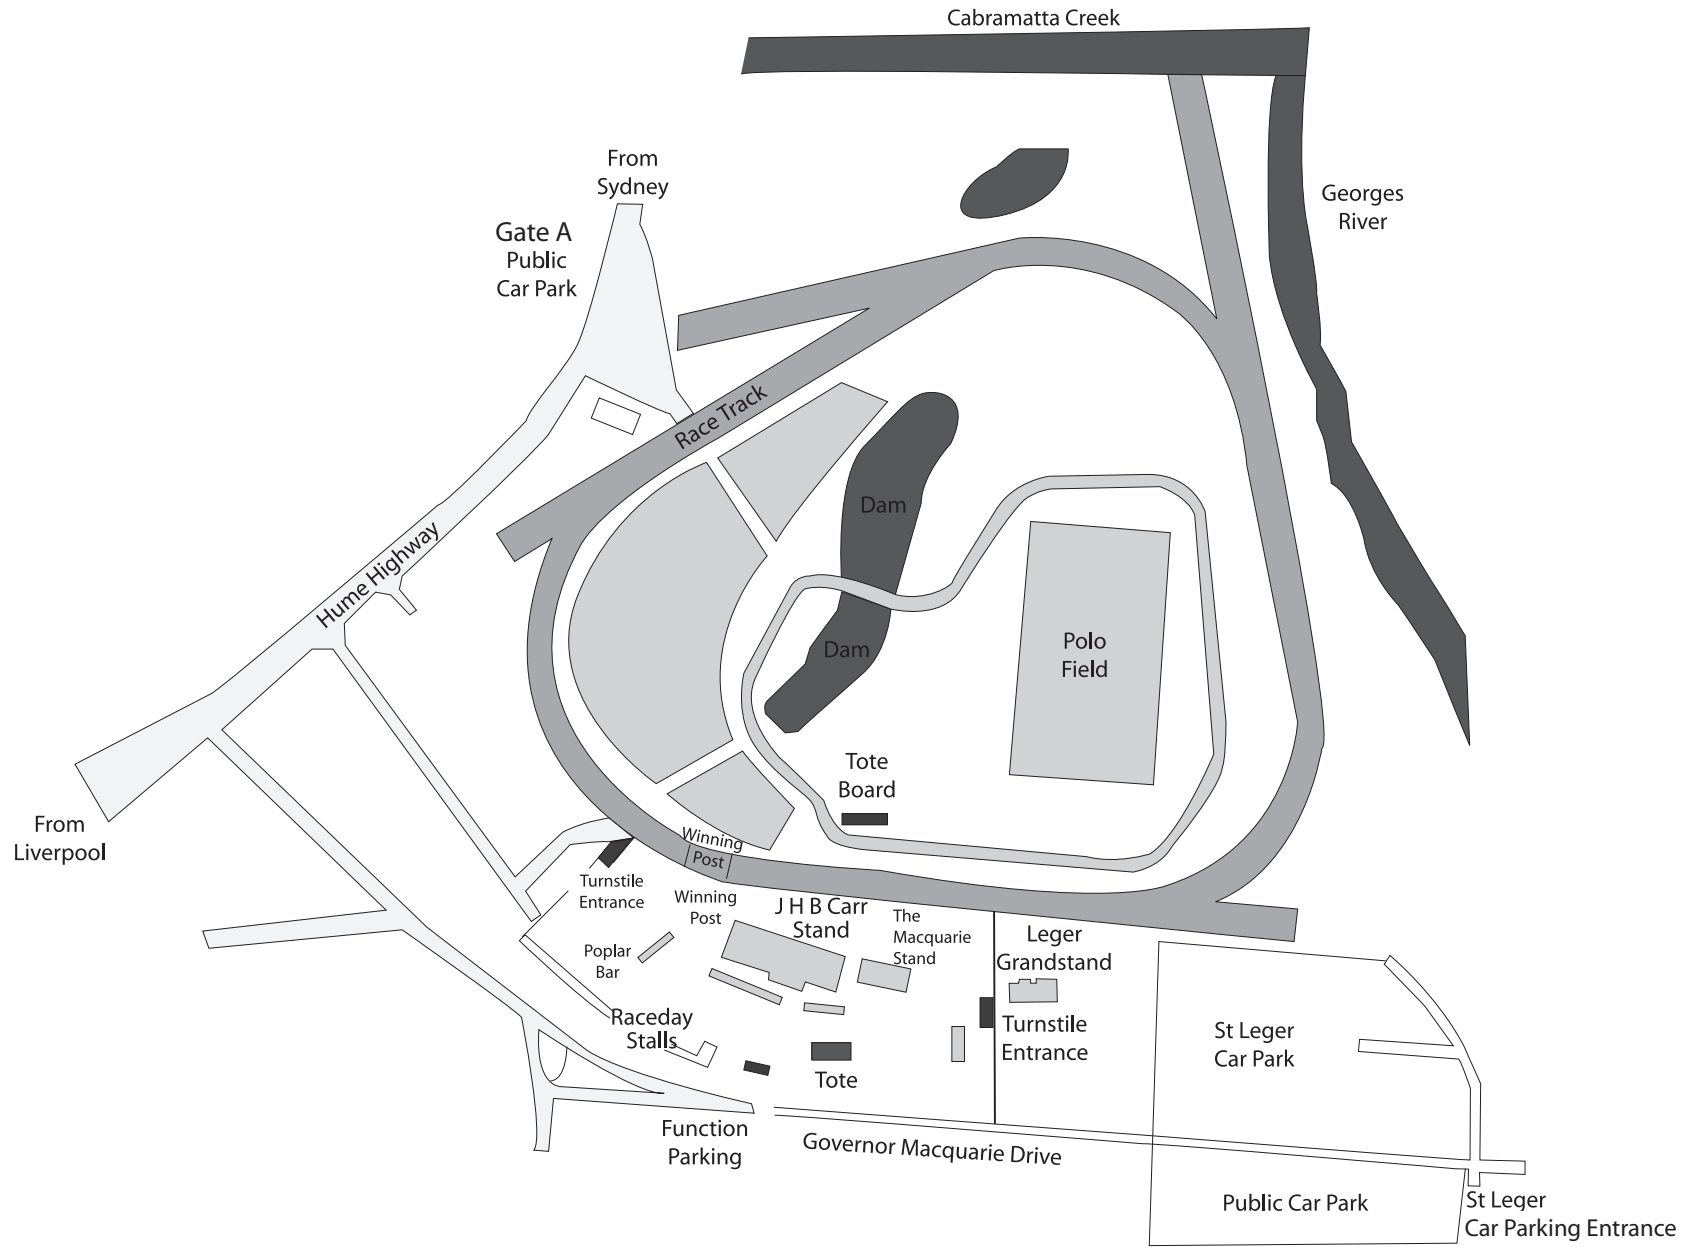 Cabramatta Creek
From
Sydney
Gate A
Public
Car Park
Georges
River
Race Track
Dam
Hume Highway
Dam
Polo
Field
Tote
Board
From
Liverpool
Winning
Post
Turnstile
Entrance
Winning
Post
J H B Carr
Stand
The
Macquarie
Stand
Leger
Grandstand
Poplar
Bar
Raceday
Stalls
Turnstile
Entrance
St Leger
Car Park
Tote
Function
Parking
Governor Macquarie Drive
Public Car Park
St Leger
Car Parking Entrance